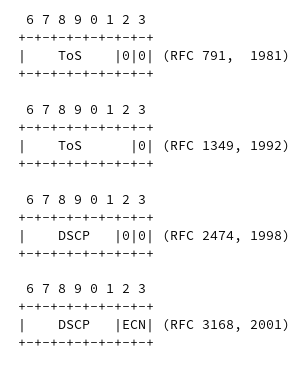 6 7 8 9 0 1 2 3
+-+-+-+-+-+-+-+-+
|    ToS    |0|0| (RFC 791,  1981)
+-+-+-+-+-+-+-+-+
 6 7 8 9 0 1 2 3
+-+-+-+-+-+-+-+-+
|    ToS      |0| (RFC 1349, 1992)
+-+-+-+-+-+-+-+-+
 6 7 8 9 0 1 2 3
+-+-+-+-+-+-+-+-+
|    DSCP   |0|0| (RFC 2474, 1998)
+-+-+-+-+-+-+-+-+
 6 7 8 9 0 1 2 3
+-+-+-+-+-+-+-+-+
|    DSCP   |ECN| (RFC 3168, 2001)
+-+-+-+-+-+-+-+-+